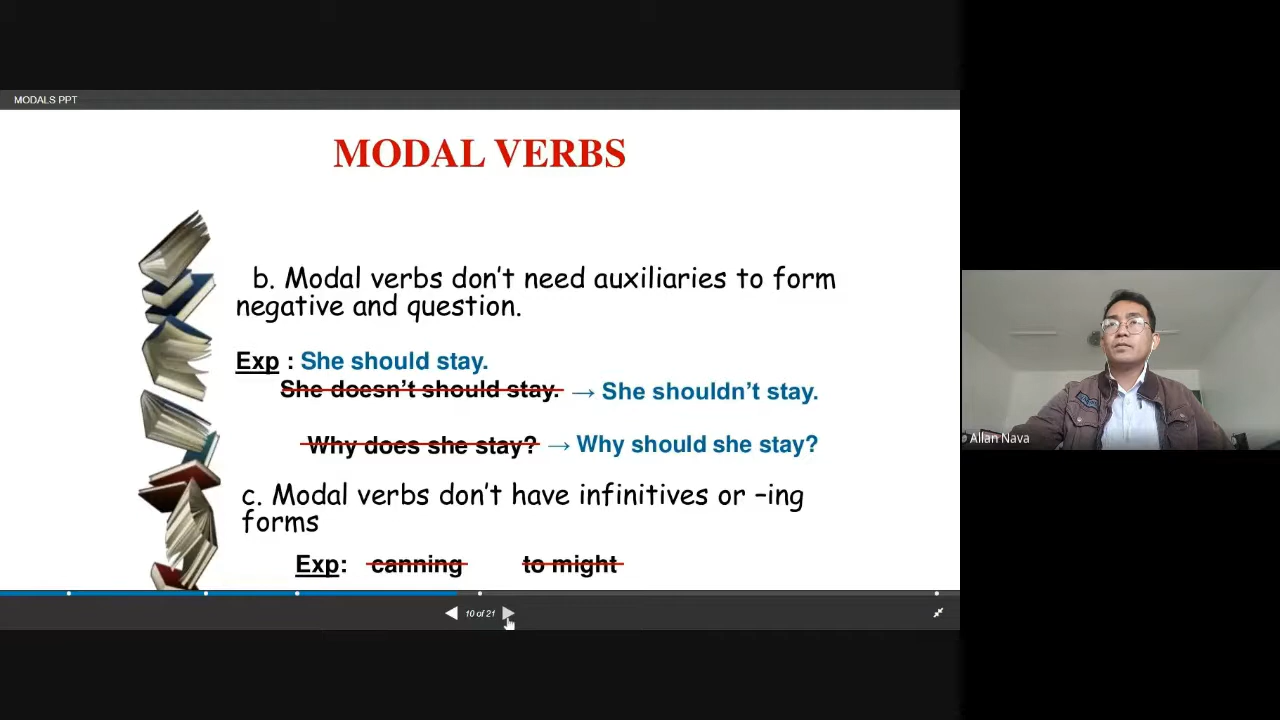 MODALS PPT
MODAL VERBS
b. Modal verbs don't need auxiliaries to form
negative and question.
Exp : She should stay.
She doesn't should stay. → She shouldn't stay.
Why does she stay? → Why should she stay?
c. Modal verbs don't have infinitives or –ing
forms
Exp: canning to might
10 of 21
Allan Nava